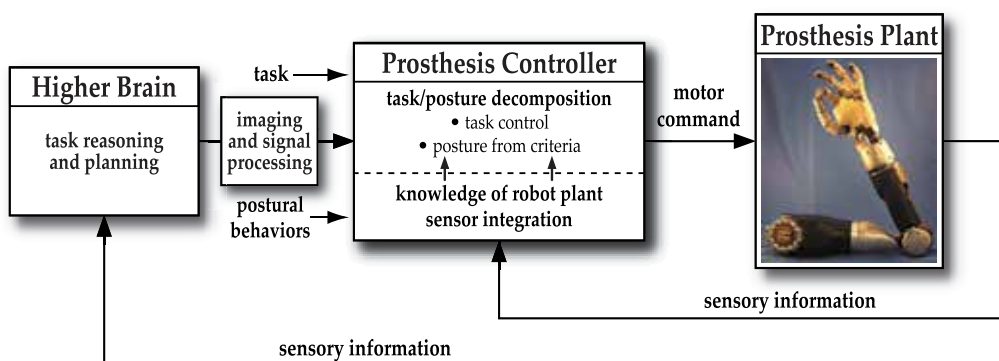 Higher Brain
task reasoning
and planning
imaging
and signal
processing
task
postural
behaviors
Prosthesis Controller
task/posture decomposition
• task control
• posture from criteria
knowledge of robot plant
sensor integration
motor
command
Prosthesis Plant
sensory information
sensory information